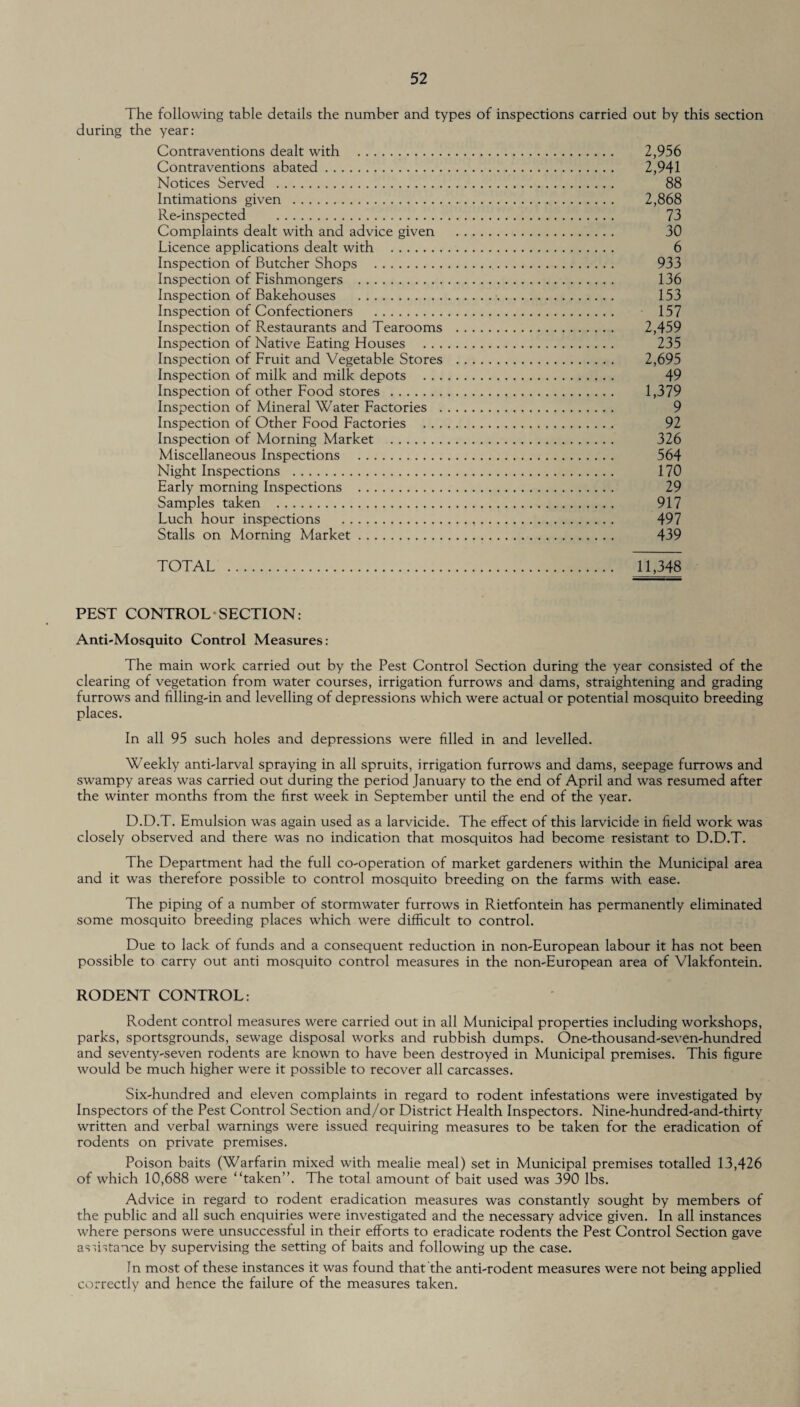 52
The following table details the number and types of inspections carried out by this section
during the year:
Contraventions dealt with .......... 2,956
Contraventions abated .......... 2,941
Notices Served .......... 88
Intimations given .......... 2,868
Re-inspected .......... 73
Complaints dealt with and advice given .......... 30
Licence applications dealt with .......... 6
Inspection of Butcher Shops .......... 933
Inspection of Fishmongers .......... 136
Inspection of Bakehouses .......... 153
Inspection of Confectioners .......... 157
Inspection of Restaurants and Tearooms .......... 2,459
Inspection of Native Eating Houses .......... 235
Inspection of Fruit and Vegetable Stores .......... 2,695
Inspection of milk and milk depots .......... 49
Inspection of other Food stores .......... 1,379
Inspection of Mineral Water Factories .......... 9
Inspection of Other Food Factories .......... 92
Inspection of Morning Market .......... 326
Miscellaneous Inspections .......... 564
Night Inspections .......... 170
Early morning Inspections .......... 29
Samples taken .......... 917
Luch hour inspections .......... 497
Stalls on Morning Market .......... 439
TOTAL .......... 11,348
PEST CONTROL SECTION:
Anti-Mosquito Control Measures:
The main work carried out by the Pest Control Section during the year consisted of the
clearing of vegetation from water courses, irrigation furrows and dams, straightening and grading
furrows and filling-in and levelling of depressions which were actual or potential mosquito breeding
places.
In all 95 such holes and depressions were filled in and levelled.
Weekly anti-larval spraying in all spruits, irrigation furrows and dams, seepage furrows and
swampy areas was carried out during the period January to the end of April and was resumed after
the winter months from the first week in September until the end of the year.
D.D.T. Emulsion was again used as a larvicide. The effect of this larvicide in field work was
closely observed and there was no indication that mosquitos had become resistant to D.D.T.
The Department had the full co-operation of market gardeners within the Municipal area
and it was therefore possible to control mosquito breeding on the farms with ease.
The piping of a number of stormwater furrows in Rietfontein has permanently eliminated
some mosquito breeding places which were difficult to control.
Due to lack of funds and a consequent reduction in non-European labour it has not been
possible to carry out anti mosquito control measures in the non-European area of Vlakfontein.
RODENT CONTROL:
Rodent control measures were carried out in all Municipal properties including workshops,
parks, sportsgrounds, sewage disposal works and rubbish dumps. One-thousand-seven-hundred
and seventy-seven rodents are known to have been destroyed in Municipal premises. This figure
would be much higher were it possible to recover all carcasses.
Six-hundred and eleven complaints in regard to rodent infestations were investigated by
Inspectors of the Pest Control Section and/or District Health Inspectors. Nine-hundred-and-thirty
written and verbal warnings were issued requiring measures to be taken for the eradication of
rodents on private premises.
Poison baits (Warfarin mixed with mealie meal) set in Municipal premises totalled 13,426
of which 10,688 were "taken". The total amount of bait used was 390 lbs.
Advice in regard to rodent eradication measures was constantly sought by members of
the public and all such enquiries were investigated and the necessary advice given. In all instances
where persons were unsuccessful in their efforts to eradicate rodents the Pest Control Section gave
assistance by supervising the setting of baits and following up the case.
In most of these instances it was found that the anti-rodent measures were not being applied
correctly and hence the failure of the measures taken.